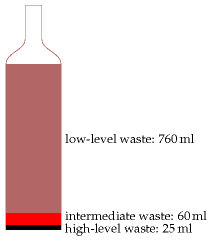 low-level waste: 760 ml
intermediate waste: 60 ml
high-level waste: 25 ml